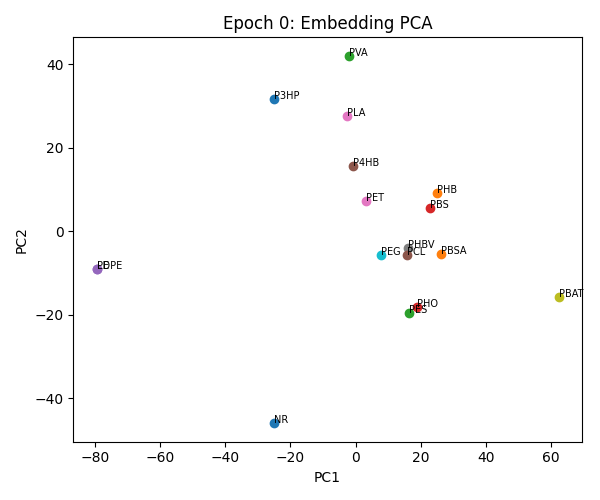 Epoch 0: Embedding PCA
PVA
P3HP
PLA
P4HB
PET
PHB
PBS
PHBV
PEG
PCL
PBSA
PBAT
PHO
PES
NR
40
20
0
−20
−40
PC2
−80
−60
−40
−20
0
20
40
60
PC1